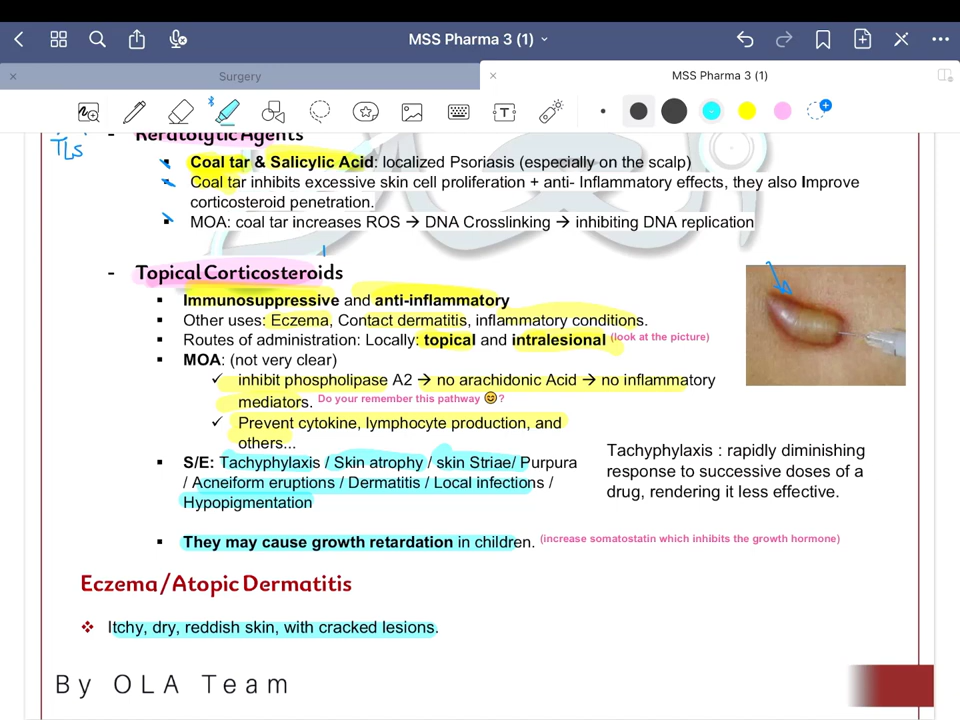 MSS Pharma 3 (1)
Surgery
MSS Pharma 3 (1)
TLs
- Keratolytic Agents
▪ Coal tar & Salicylic Acid: localized Psoriasis (especially on the scalp)
▪ Coal tar inhibits excessive skin cell proliferation + anti- Inflammatory effects, they also Improve
corticosteroid penetration.
▪ MOA: coal tar increases ROS → DNA Crosslinking → inhibiting DNA replication
- Topical Corticosteroids
▪ Immunosuppressive and anti-inflammatory
▪ Other uses: Eczema, Contact dermatitis, inflammatory conditions.
▪ Routes of administration: Locally: topical and intralesional (look at the picture)
▪ MOA: (not very clear)
✓ inhibit phospholipase A2 → no arachidonic Acid → no inflammatory
mediators. Do your remember this pathway 😊?
✓ Prevent cytokine, lymphocyte production, and
others...
▪ S/E: Tachyphylaxis / Skin atrophy / skin Striae/ Purpura
/ Acneiform eruptions / Dermatitis / Local infections /
Hypopigmentation
Tachyphylaxis : rapidly diminishing
response to successive doses of a
drug, rendering it less effective.
▪ They may cause growth retardation in children. (increase somatostatin which inhibits the growth hormone)
Eczema/Atopic Dermatitis
❖ Itchy, dry, reddish skin, with cracked lesions.
By OLA Team